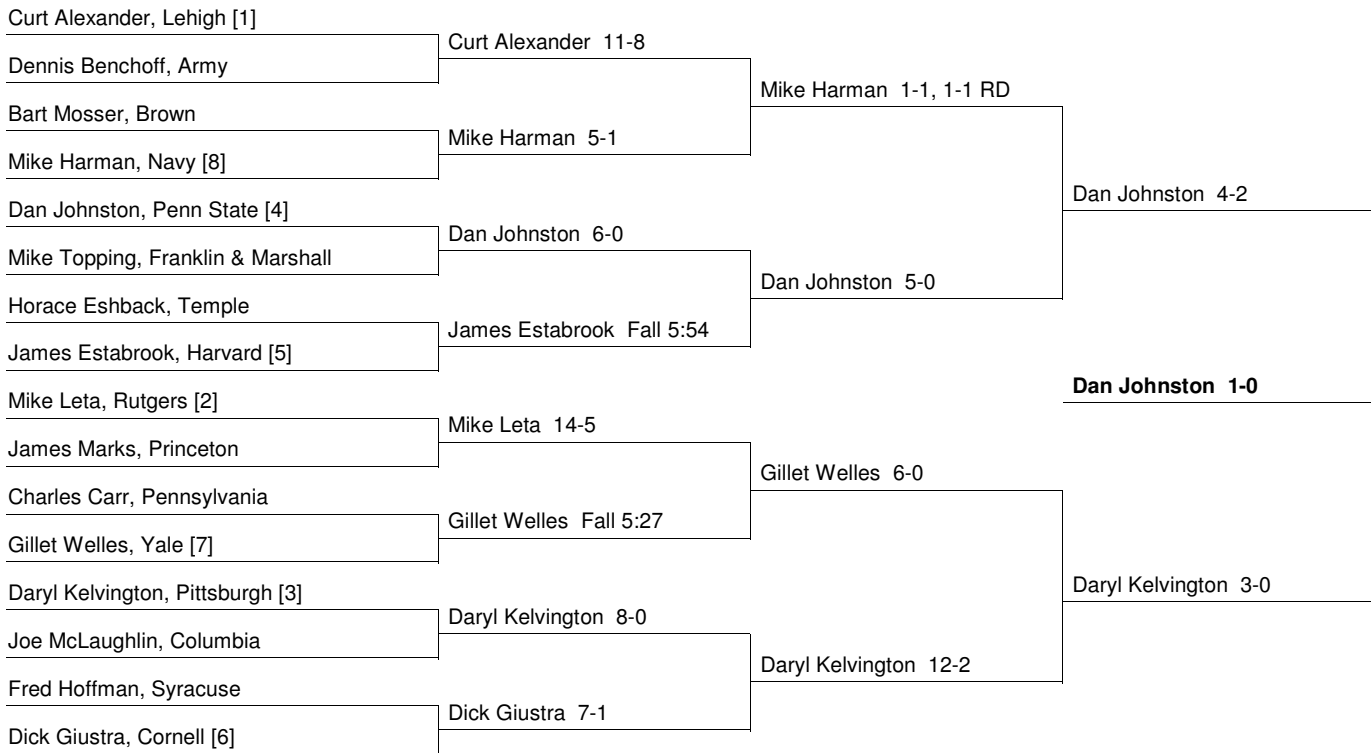 Curt Alexander, Lehigh [1]
Curt Alexander  11-8
Dennis Benchoff, Army
Mike Harman  1-1, 1-1 RD
Bart Mosser, Brown
Mike Harman  5-1
Mike Harman, Navy [8]
Dan Johnston  4-2
Dan Johnston, Penn State [4]
Dan Johnston  6-0
Mike Topping, Franklin & Marshall
Dan Johnston  5-0
Horace Eshback, Temple
James Estabrook  Fall 5:54
James Estabrook, Harvard [5]
Dan Johnston  1-0
Mike Leta, Rutgers [2]
Mike Leta  14-5
James Marks, Princeton
Gillet Welles  6-0
Charles Carr, Pennsylvania
Gillet Welles  Fall 5:27
Gillet Welles, Yale [7]
Daryl Kelvington  3-0
Daryl Kelvington, Pittsburgh [3]
Daryl Kelvington  8-0
Joe McLaughlin, Columbia
Daryl Kelvington  12-2
Fred Hoffman, Syracuse
Dick Giustra  7-1
Dick Giustra, Cornell [6]